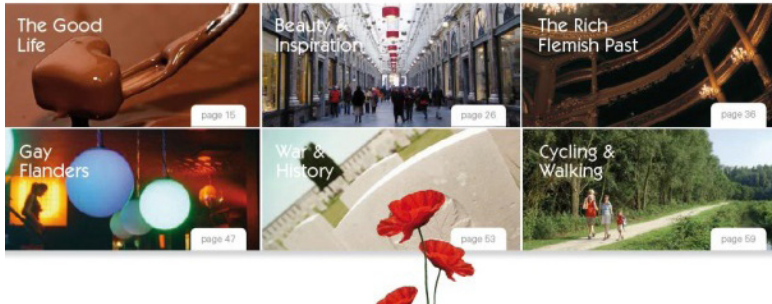 The Good
Life
page 15
Beauty &
Inspiration
page 26
The Rich
Flemish Past
page 36
Gay
Flanders
page 47
War &
History
page 53
Cycling &
Walking
page 59